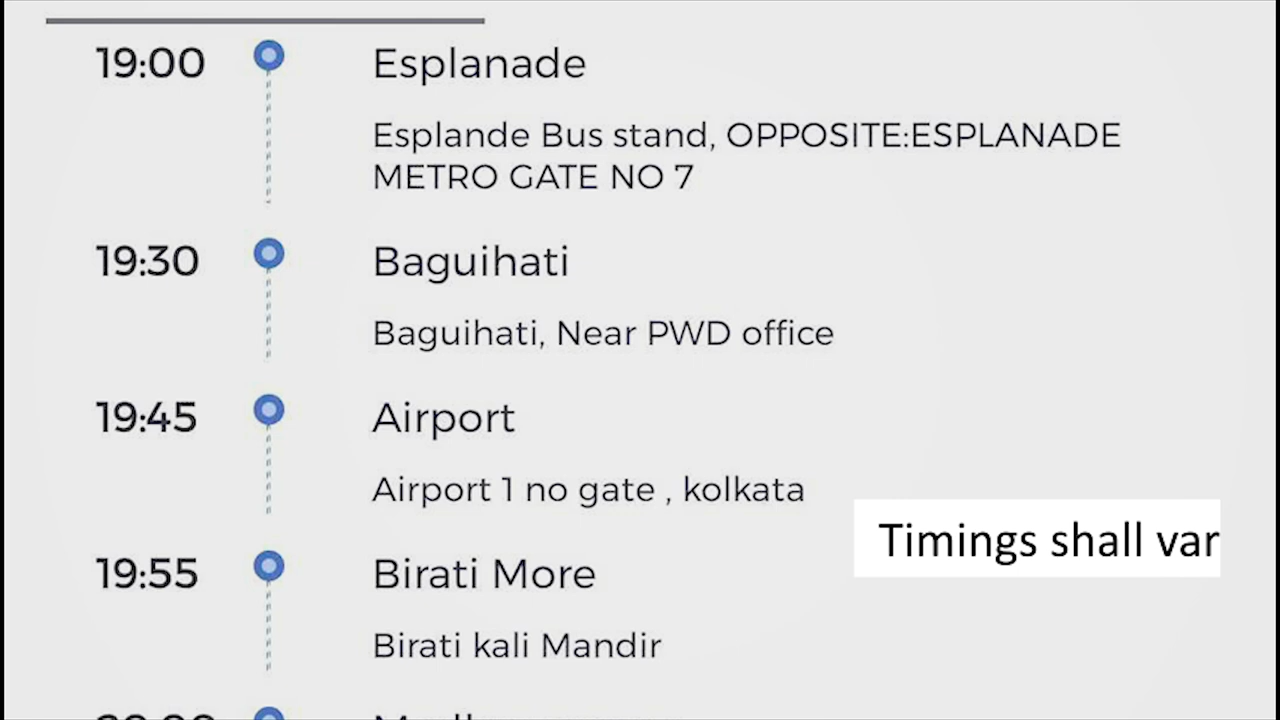 19:00 Esplanade
Esplande Bus stand, OPPOSITE:ESPLANADE
METRO GATE NO 7
19:30 Baguihati
Baguihati, Near PWD office
19:45 Airport
Airport 1 no gate , kolkata
Timings shall var
19:55 Birati More
Birati kali Mandir